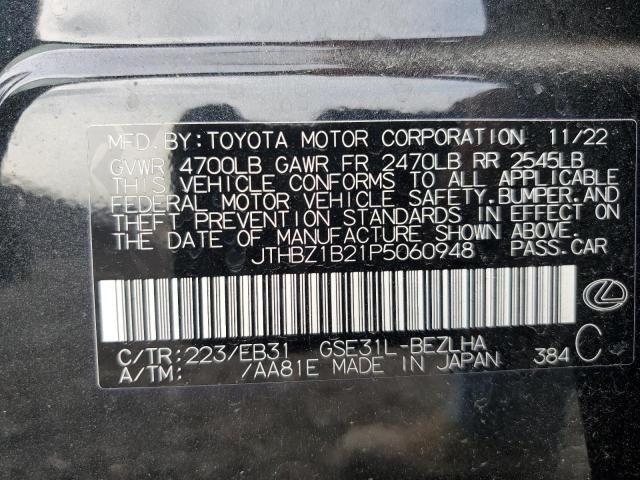 MFD.BY:TOYOTA MOTOR CORPORATION 11/22
GVWR 4700LB GAWR FR 2470LB RR 2545LB
THIS VEHICLE CONFORMS TO ALL APPLICABLE
FEDERAL MOTOR VEHICLE SAFETY.BUMPER.AND
THEFT PREVENTION STANDARDS IN EFFECT ON
THE DATE OF MANUFACTURE SHOWN ABOVE.
JTHBZ1B21P5060948 PASS.CAR
C/TR:223/EB31 GSE31L-BEZLHA 384 C
A/TM: /AA81E MADE IN JAPAN